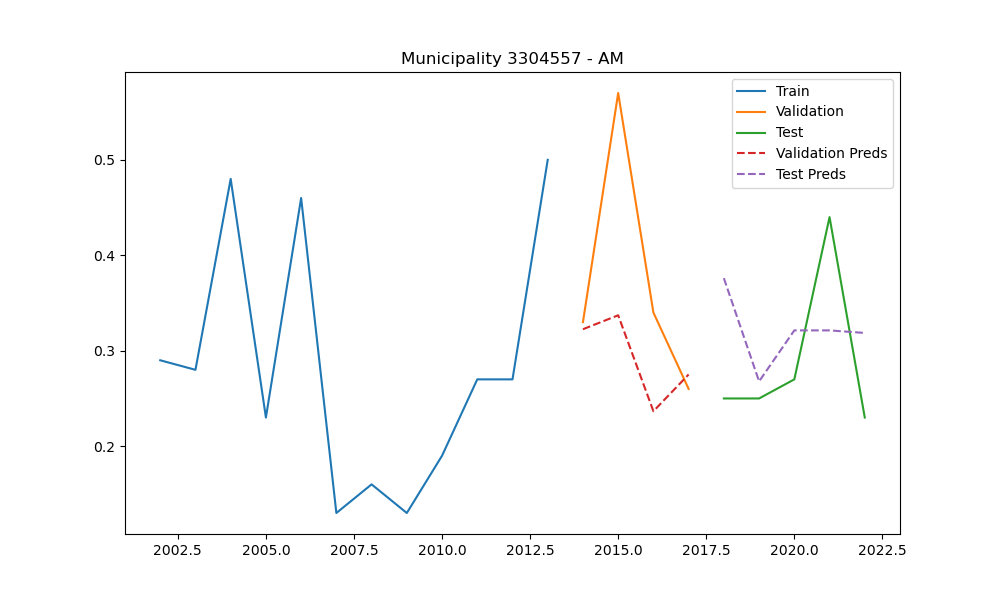 Municipality 3304557 - AM
Train
Validation
Test
Validation Preds
Test Preds
0.5
0.4
0.3
0.2
2002.5 2005.0 2007.5 2010.0 2012.5 2015.0 2017.5 2020.0 2022.5